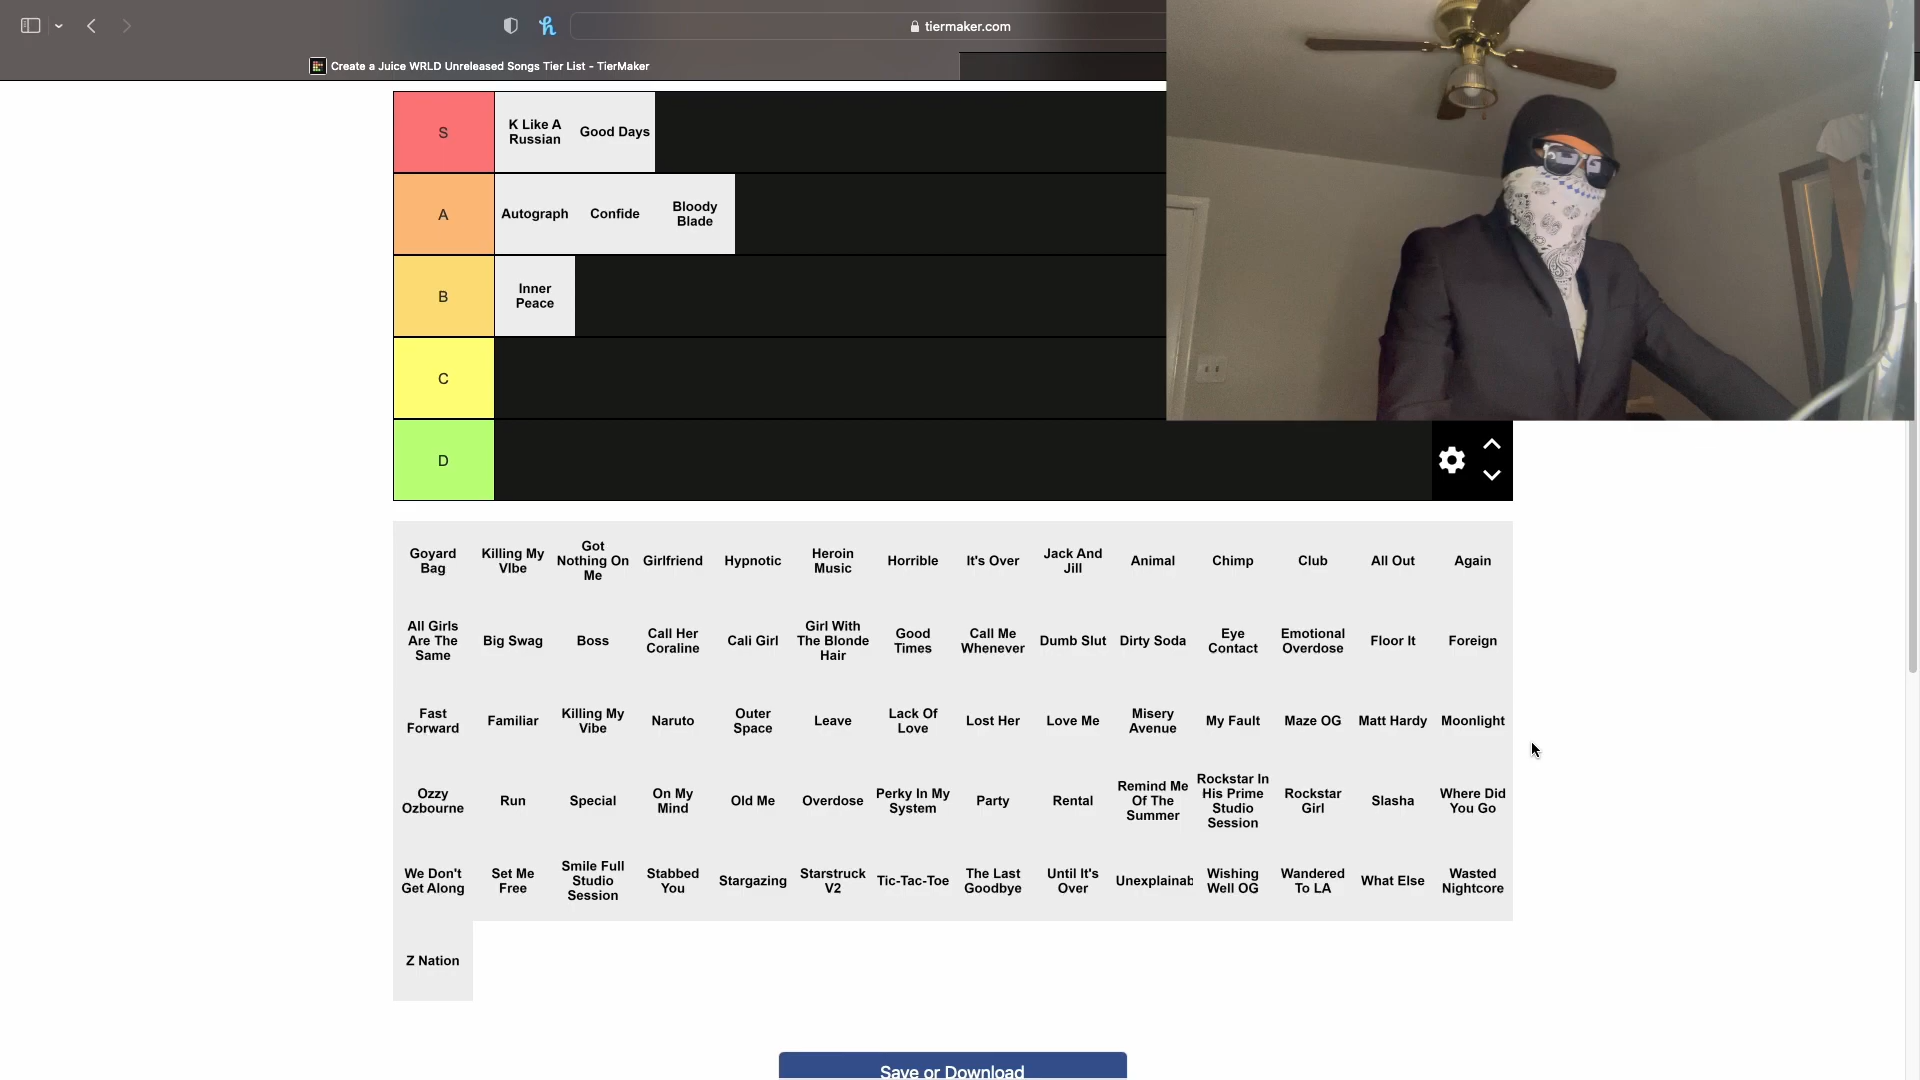 tiermaker.com
Create a Juice WRLD Unreleased Songs Tier List - TierMaker
S
K Like A
Russian
Good Days
A
Autograph
Confide
Bloody
Blade
B
Inner
Peace
C
D
Goyard
Bag
Killing My
VIbe
Got
Nothing On
Me
Girlfriend
Hypnotic
Heroin
Music
Horrible
It's Over
Jack And
Jill
Animal
Chimp
Club
All Out
Again
All Girls
Are The
Same
Big Swag
Boss
Call Her
Coraline
Cali Girl
Girl With
The Blonde
Hair
Good
Times
Call Me
Whenever
Dumb Slut
Dirty Soda
Eye
Contact
Emotional
Overdose
Floor It
Foreign
Fast
Forward
Familiar
Killing My
Vibe
Naruto
Outer
Space
Leave
Lack Of
Love
Lost Her
Love Me
Misery
Avenue
My Fault
Maze OG
Matt Hardy
Moonlight
Ozzy
Ozbourne
Run
Special
On My
Mind
Old Me
Overdose
Perky In My
System
Party
Rental
Remind Me
Of The
Summer
Rockstar In
His Prime
Studio
Session
Rockstar
Girl
Slasha
Where Did
You Go
We Don't
Get Along
Set Me
Free
Smile Full
Studio
Session
Stabbed
You
Stargazing
Starstruck
V2
Tic-Tac-Toe
The Last
Goodbye
Until It's
Over
Unexplainab
Wishing
Well OG
Wandered
To LA
What Else
Wasted
Nightcore
Z Nation
Save or Download